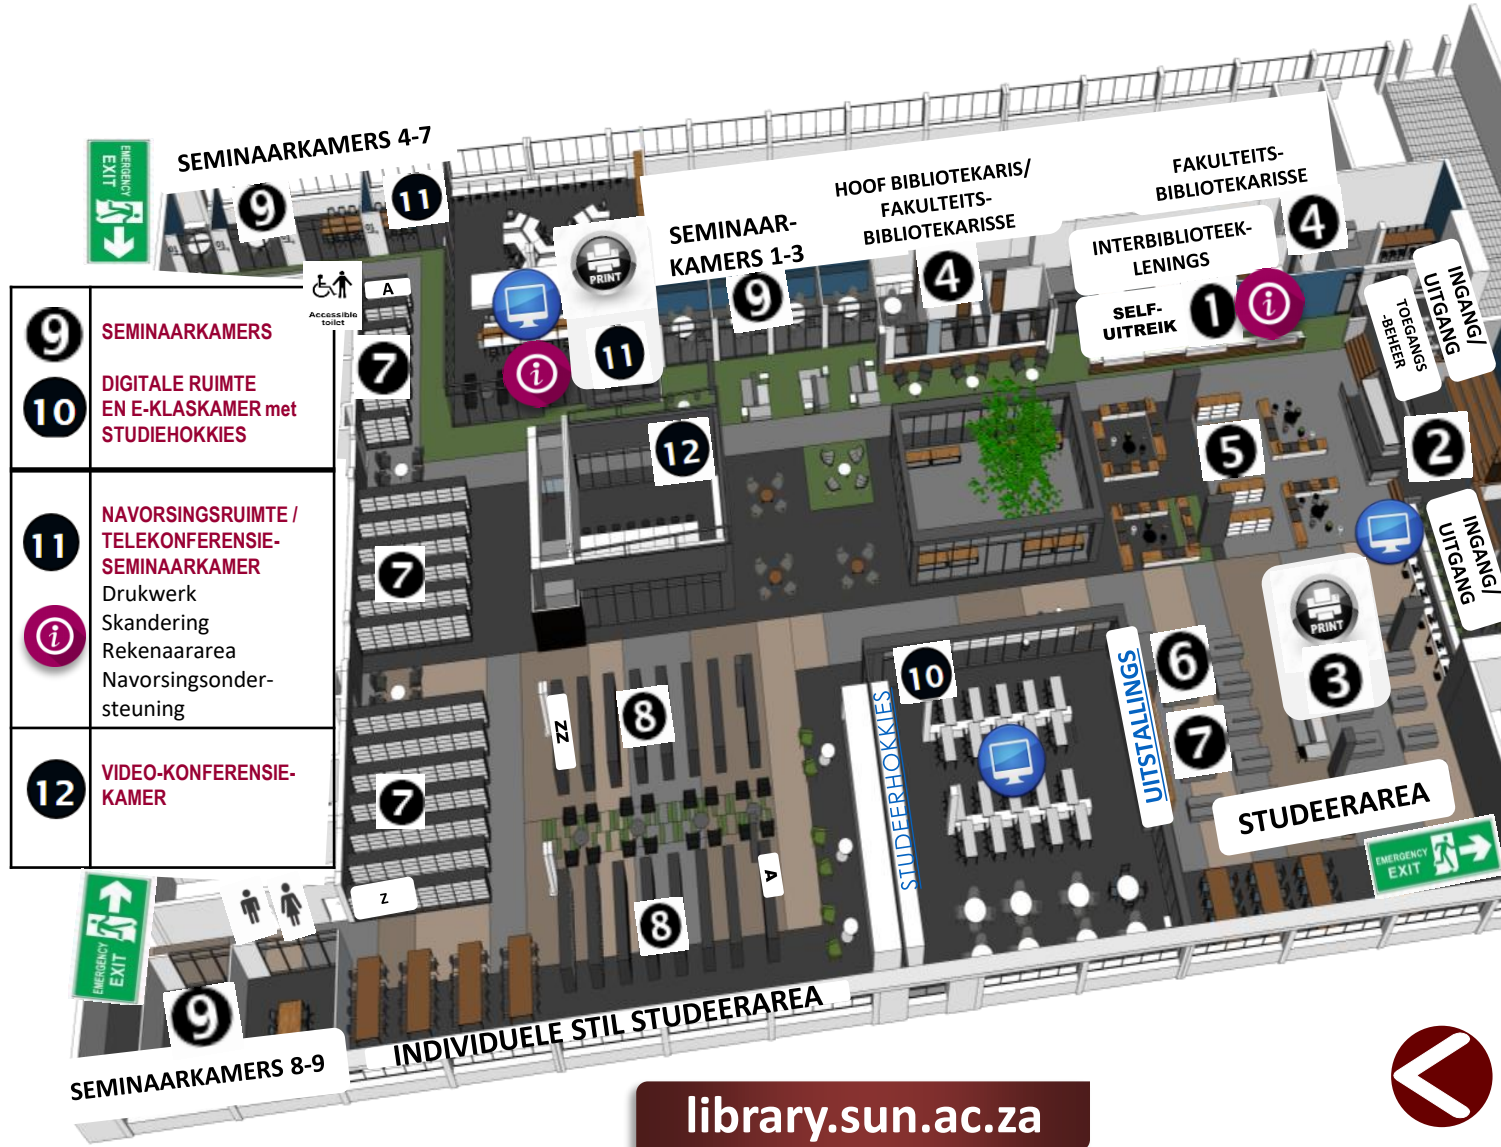 SEMINAARKAMERS 4-7
EMERGENCY
EXIT
9
11
PRINT
11
SEMINAAR-
KAMERS 1-3
9
HOOF BIBLIOTEKARIS/
FAKULTEITS-
BIBLIOTEKARISSE
4
FAKULTEITS-
BIBLIOTEKARISSE
4
INTERBIBLIOTEEK-
LENINGS
SELF-
UITREIK
1
i
INGANG/
UITGANG
TOEGANGS
-BEHEER
2
INGANG/
UITGANG
Accessible
toilet
A
7
i
12
5
9
SEMINAARKAMERS
10
DIGITALE RUIMTE
EN E-KLASKAMER met
STUDIEHOKKIES
11
NAVORSINGSRUIMTE /
TELEKONFERENSIE-
SEMINAARKAMER
Drukwerk
Skandering
Rekenaararea
Navorsingsonder-
steuning
i
12
VIDEO-KONFERENSIE-
KAMER
7
7
Z
ZZ
8
8
A
STUDEERHOKKIES
10
UITSTALLINGS
6
7
PRINT
3
STUDEERAREA
EMERGENCY
EXIT
EMERGENCY
EXIT
9
SEMINAARKAMERS 8-9
INDIVIDUELE STIL STUDEERAREA
library.sun.ac.za